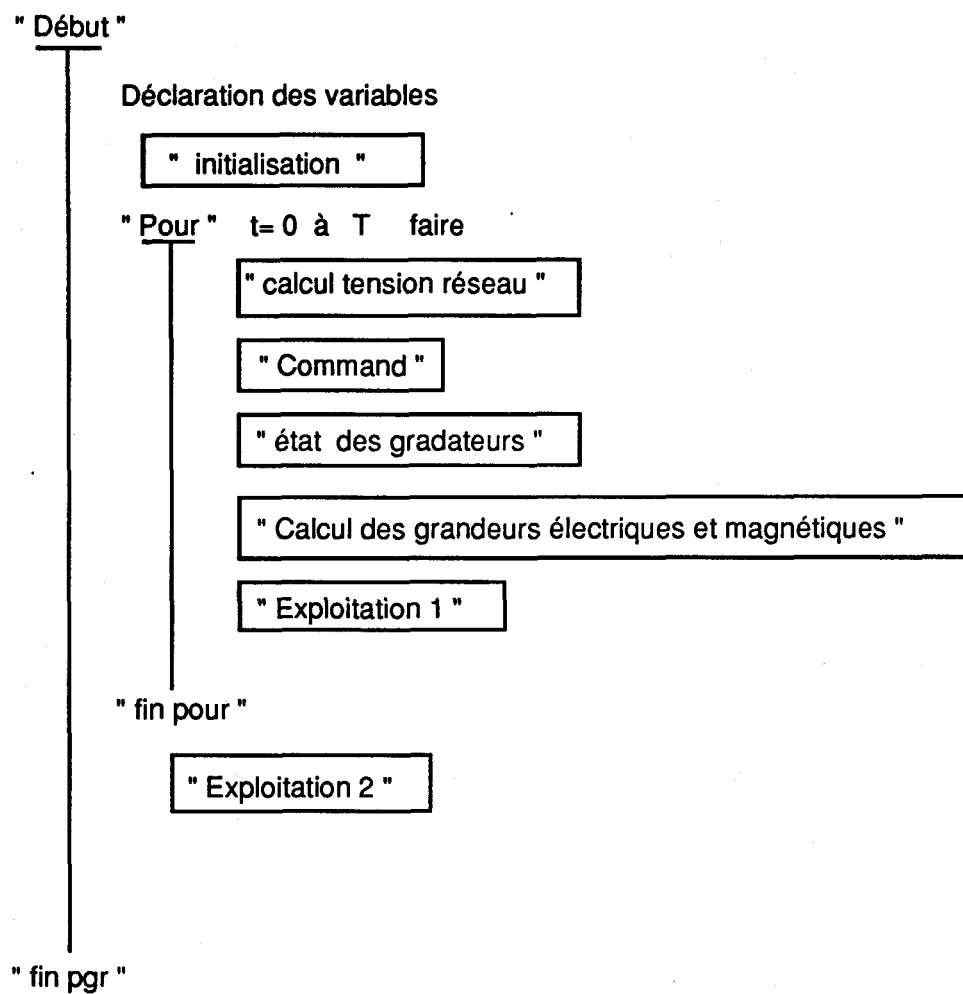 " Début "
Déclaration des variables
" initialisation "
" Pour " t= 0 à T faire
" calcul tension réseau "
" Command "
" état des gradateurs "
" Calcul des grandeurs électriques et magnétiques "
" Exploitation 1 "
" fin pour "
" Exploitation 2 "
" fin pgr "